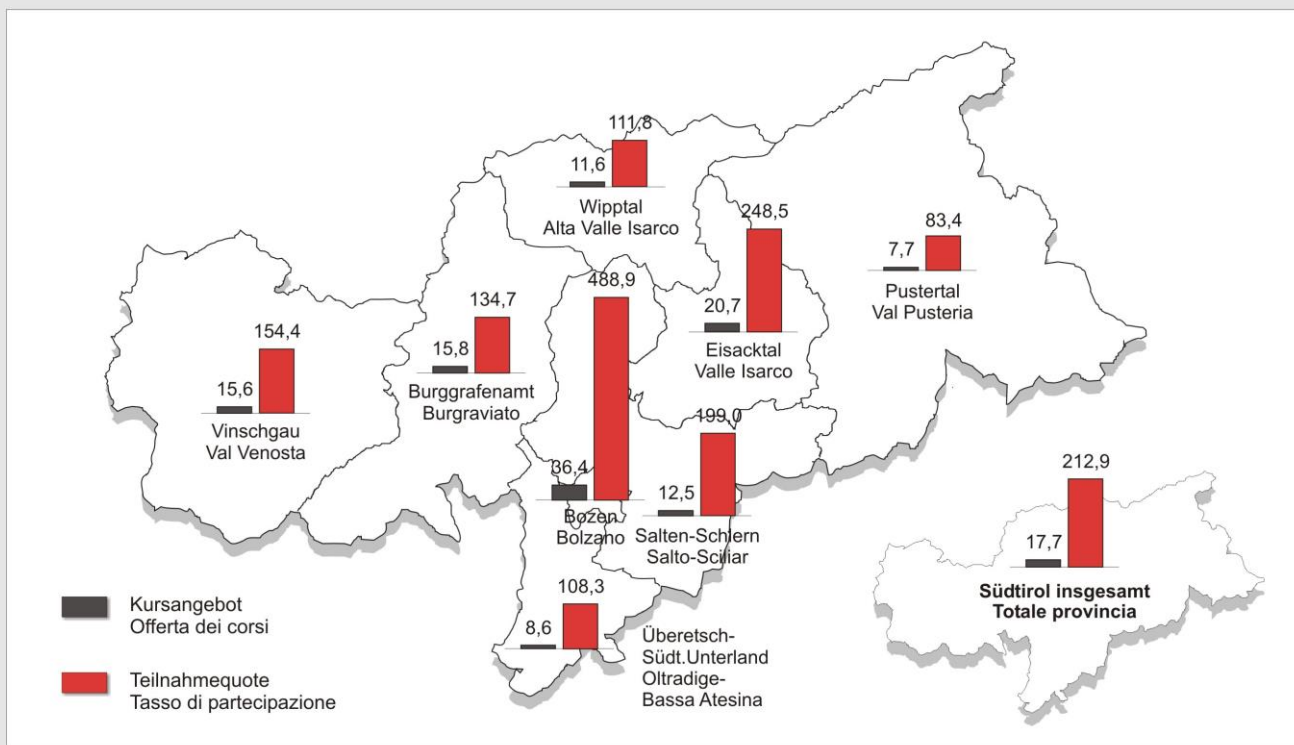 111,8
11,6
Wipptal
Alta Valle Isarco
248,5
20,7
Eisacktal
Valle Isarco
83,4
7,7
Pustertal
Val Pusteria
154,4
15,6
Vinschgau
Val Venosta
134,7
15,8
Burggrafenamt
Burgraviato
488,9
36,4
Bozen
Bolzano
199,0
12,5
Salten-Schlern
Salto-Sciliar
108,3
8,6
Überetsch-
Südt.Unterland
Oltradige-
Bassa Atesina
212,9
17,7
Südtirol insgesamt
Totale provincia
Kursangebot
Offerta dei corsi
Teilnahmequote
Tasso di partecipazione